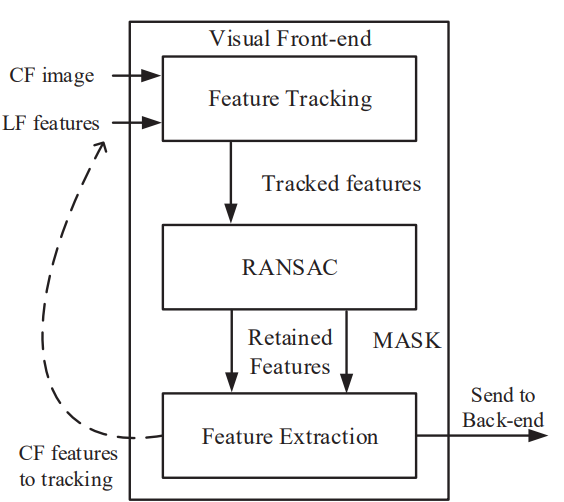 Visual Front-end
CF image
LF features
Feature Tracking
Tracked features
RANSAC
Retained
Features
MASK
Feature Extraction
Send to
Back-end
CF features
to tracking